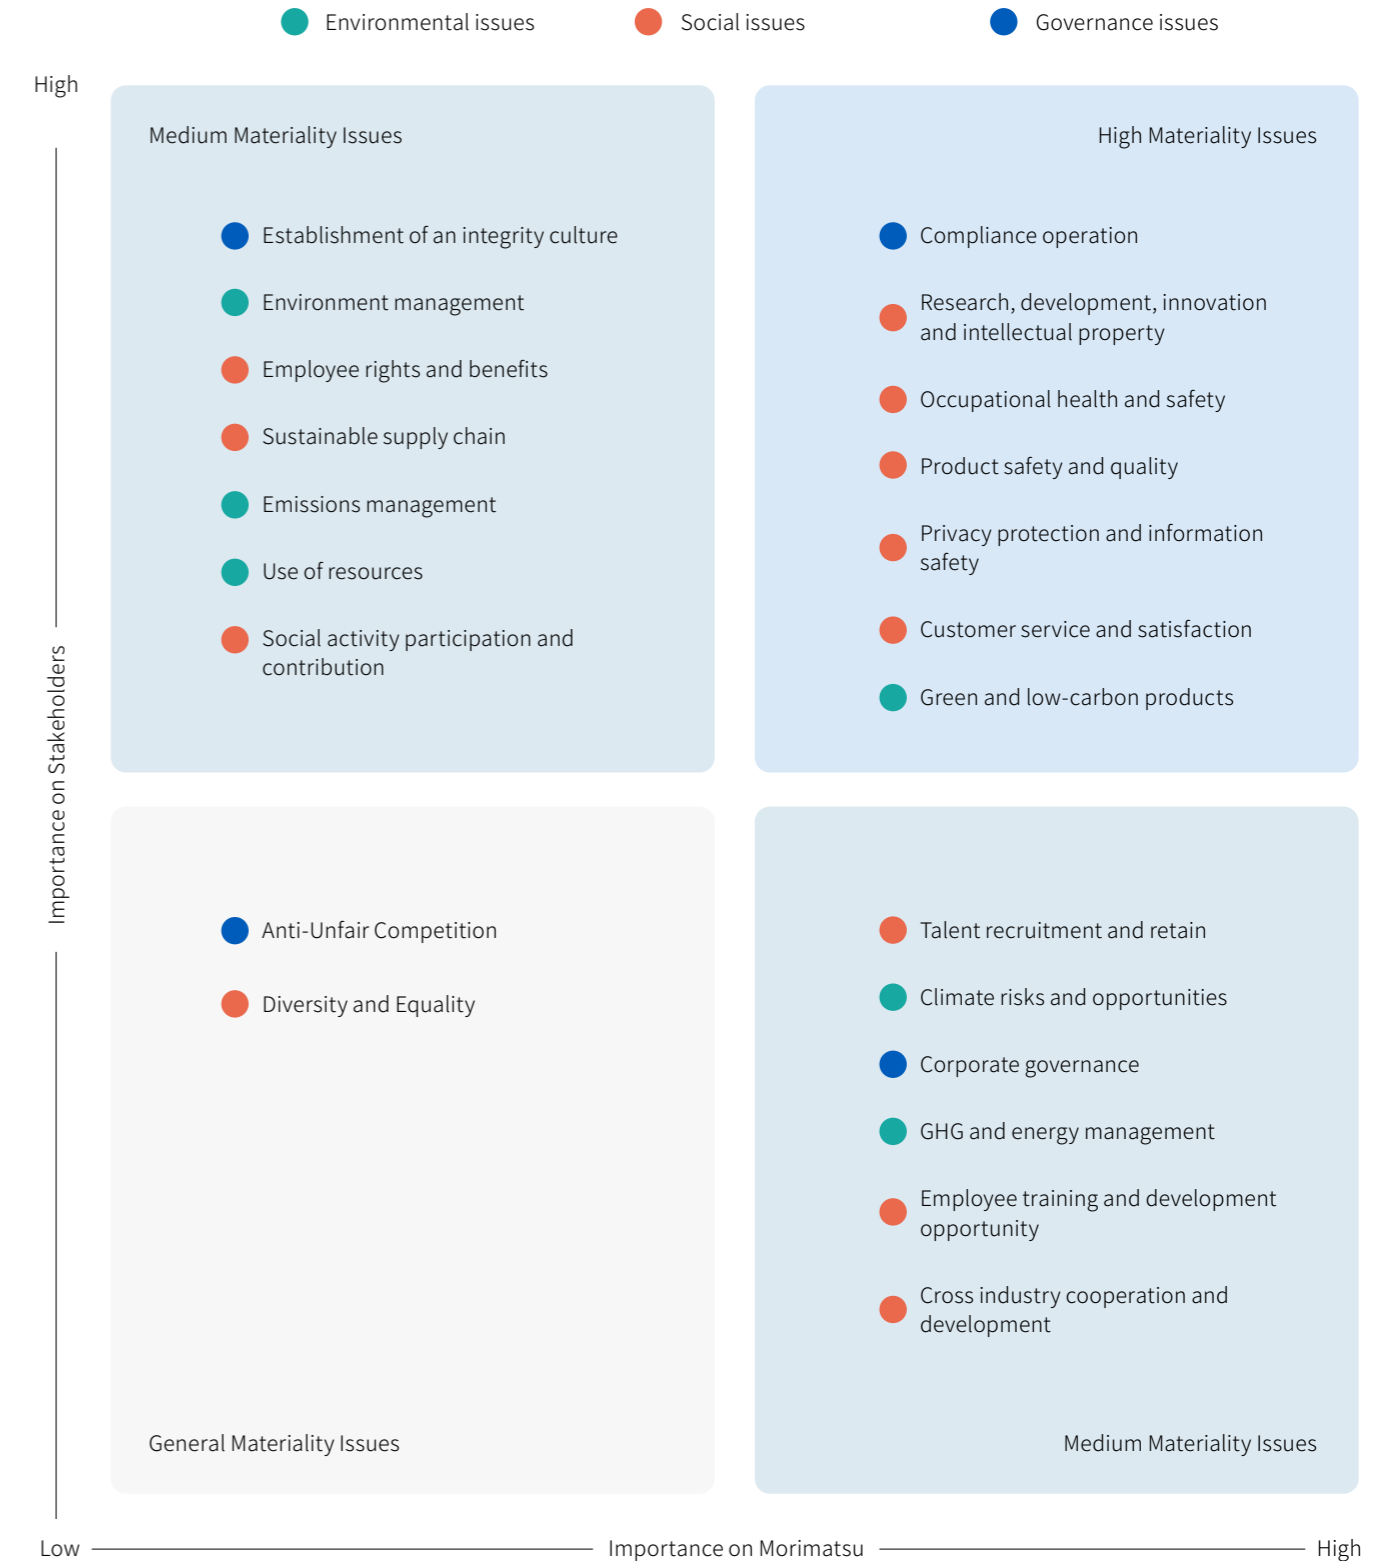 Environmental issues
Social issues
Governance issues
High
Medium Materiality Issues
Establishment of an integrity culture
Environment management
Employee rights and benefits
Sustainable supply chain
Emissions management
Use of resources
Social activity participation and
contribution
High Materiality Issues
Compliance operation
Research, development, innovation
and intellectual property
Occupational health and safety
Product safety and quality
Privacy protection and information
safety
Customer service and satisfaction
Green and low-carbon products
Importance on Stakeholders
Anti-Unfair Competition
Diversity and Equality
General Materiality Issues
Talent recruitment and retain
Climate risks and opportunities
Corporate governance
GHG and energy management
Employee training and development
opportunity
Cross industry cooperation and
development
Medium Materiality Issues
Low
Importance on Morimatsu
High